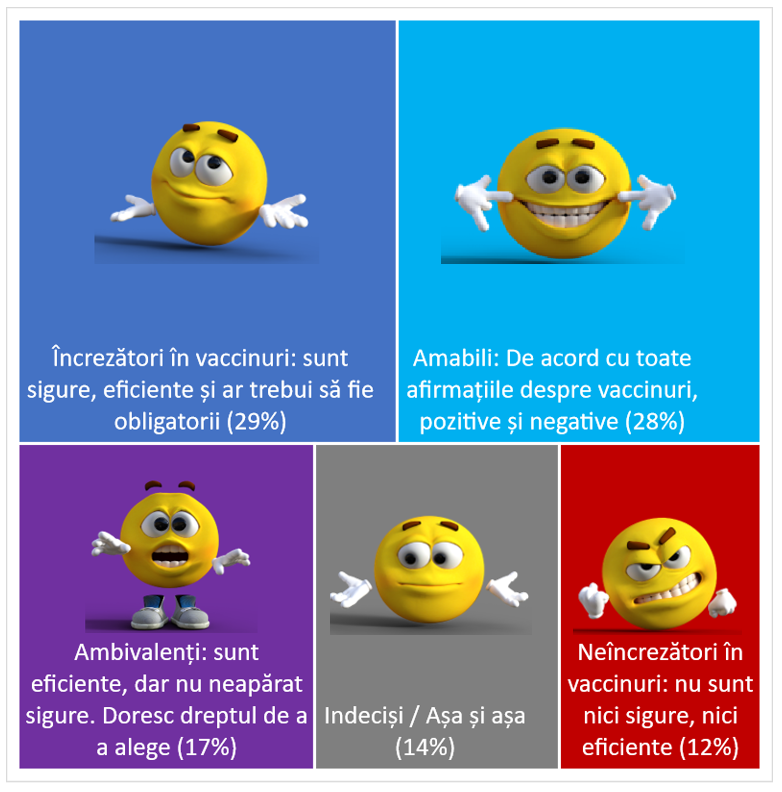 Încrezători în vaccinuri: sunt
sigure, eficiente și ar trebui să fie
obligatorii (29%)
Amabili: De acord cu toate
afirmațiile despre vaccinuri,
pozitive și negative (28%)
Ambivalenți: sunt
eficiente, dar nu neapărat
sigure. Doresc dreptul de a
a alege (17%)
Indeciși / Așa și așa
(14%)
Neîncrezători în
vaccinuri: nu sunt
nici sigure, nici
eficiente (12%)